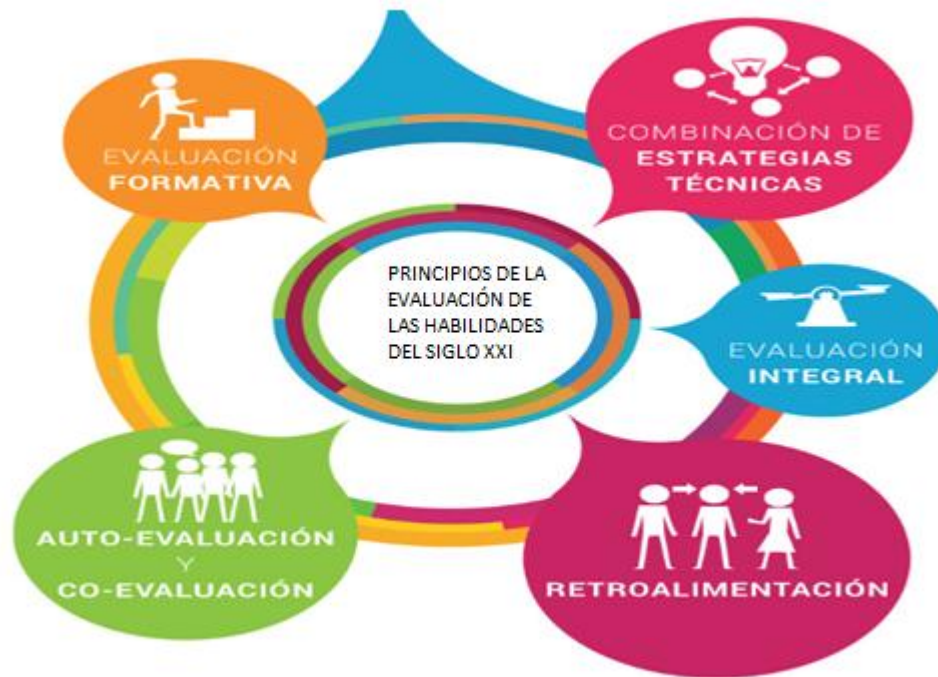 EVALUACIÓN
FORMATIVA
COMBINACIÓN DE
ESTRATEGIAS
TÉCNICAS
PRINCIPIOS DE LA
EVALUACIÓN DE
LAS HABILIDADES
DEL SIGLO XXI
EVALUACIÓN
INTEGRAL
AUTO-EVALUACIÓN
Y
CO-EVALUACIÓN
RETROALIMENTACIÓN